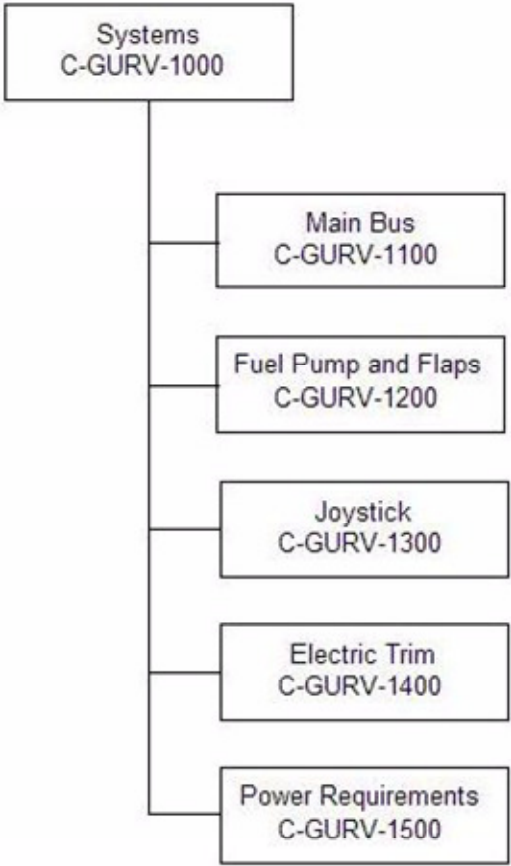 Systems
C-GURV-1000
Main Bus
C-GURV-1100
Fuel Pump and Flaps
C-GURV-1200
Joystick
C-GURV-1300
Electric Trim
C-GURV-1400
Power Requirements
C-GURV-1500